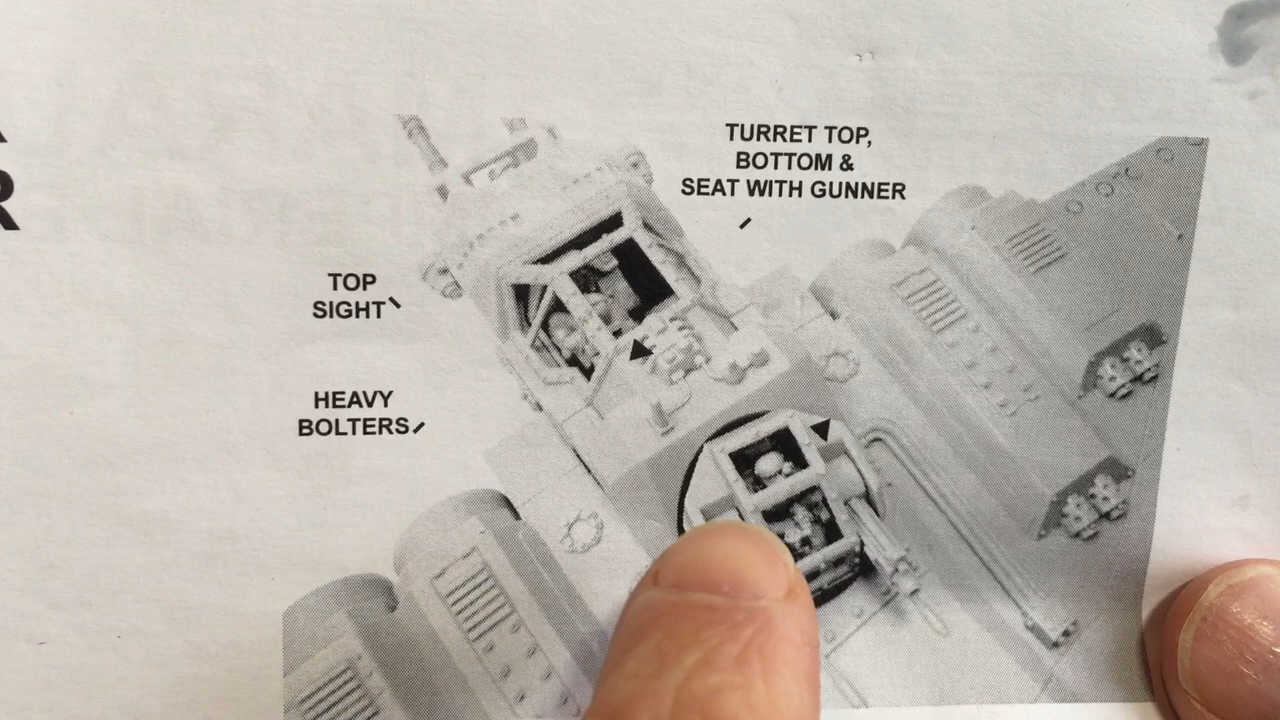 TURRET TOP,
BOTTOM &
SEAT WITH GUNNER
TOP
SIGHT
HEAVY
BOLTERS
R